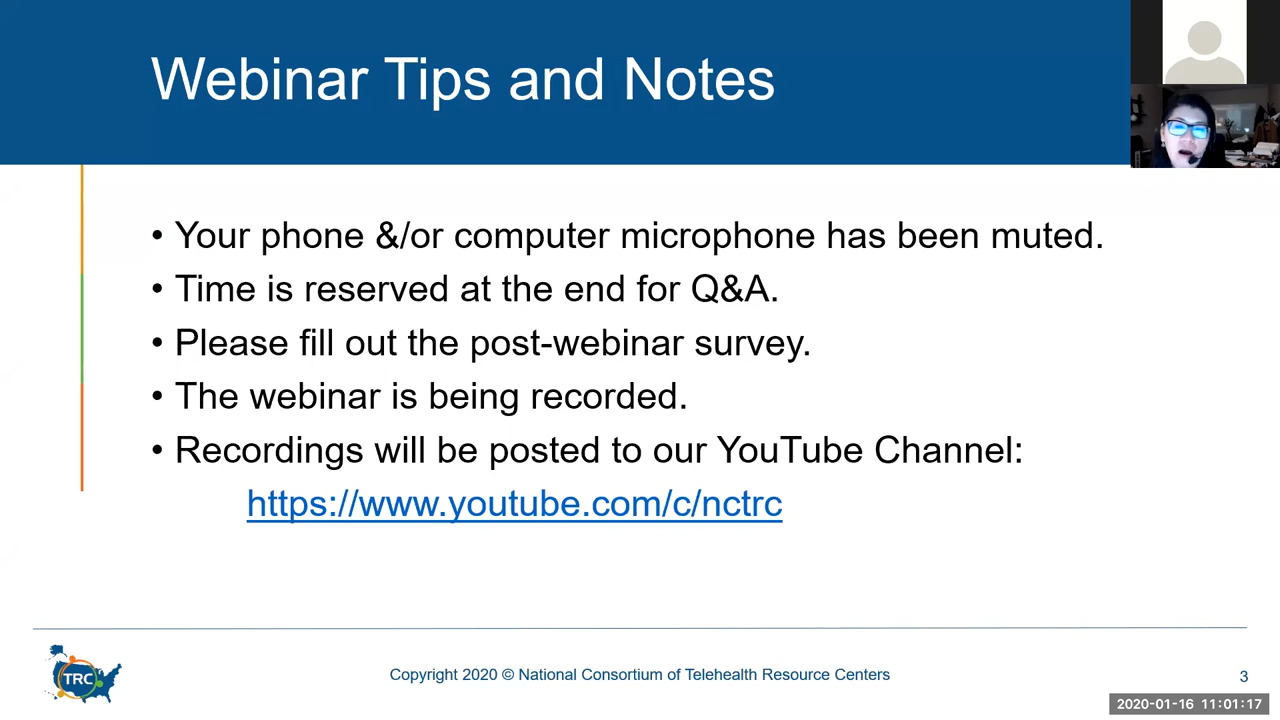 Webinar Tips and Notes
• Your phone &/or computer microphone has been muted.
• Time is reserved at the end for Q&A.
• Please fill out the post-webinar survey.
• The webinar is being recorded.
• Recordings will be posted to our YouTube Channel:
https://www.youtube.com/c/nctrc
TRC
Copyright 2020 © National Consortium of Telehealth Resource Centers
3
2020-01-16 11:01:17